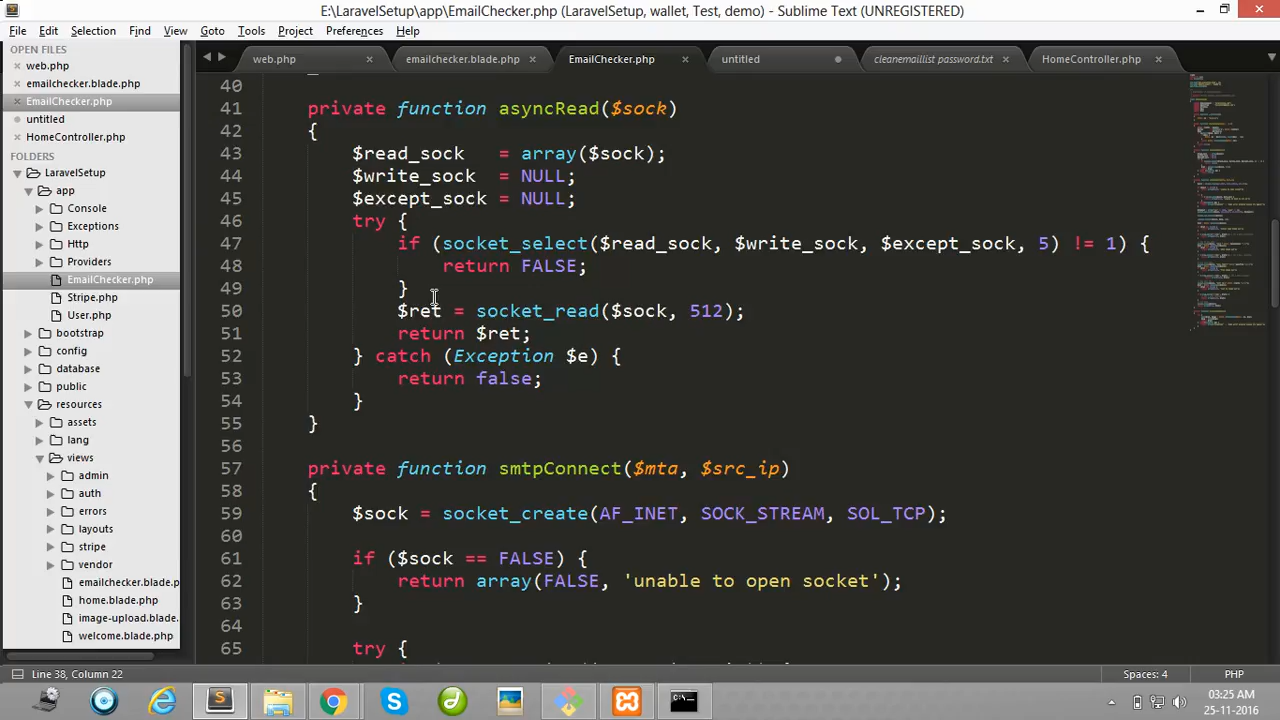 E:\LaravelSetup\app\EmailChecker.php (LaravelSetup, wallet, Test, demo) - Sublime Text (UNREGISTERED)
File Edit Selection Find View Goto Tools Project Preferences Help
OPEN FILES
web.php
emailchecker.blade.php
EmailChecker.php
untitled
HomeController.php
FOLDERS
LaravelSetup
app
Console
Exceptions
Http
Providers
EmailChecker.php
Stripe.php
User.php
bootstrap
config
database
public
resources
assets
lang
views
admin
auth
errors
layouts
stripe
vendor
emailchecker.blade.p
home.blade.php
image-upload.blade.
welcome.blade.php
web.php emailchecker.blade.php EmailChecker.php untitled cleanemaillist password.txt HomeController.php
40
41 private function asyncRead($sock)
42 {
43 $read_sock = array($sock);
44 $write_sock = NULL;
45 $except_sock = NULL;
46 try {
47 if (socket_select($read_sock, $write_sock, $except_sock, 5) != 1) {
48 return FALSE;
49 }
50 $ret = socket_read($sock, 512);
51 return $ret;
52 } catch (Exception $e) {
53 return false;
54 }
55 }
56
57 private function smtpConnect($mta, $src_ip)
58 {
59 $sock = socket_create(AF_INET, SOCK_STREAM, SOL_TCP);
60
61 if ($sock == FALSE) {
62 return array(FALSE, 'unable to open socket');
63 }
64
65 try {
Line 38, Column 22 Spaces: 4 PHP
03:25 AM
25-11-2016